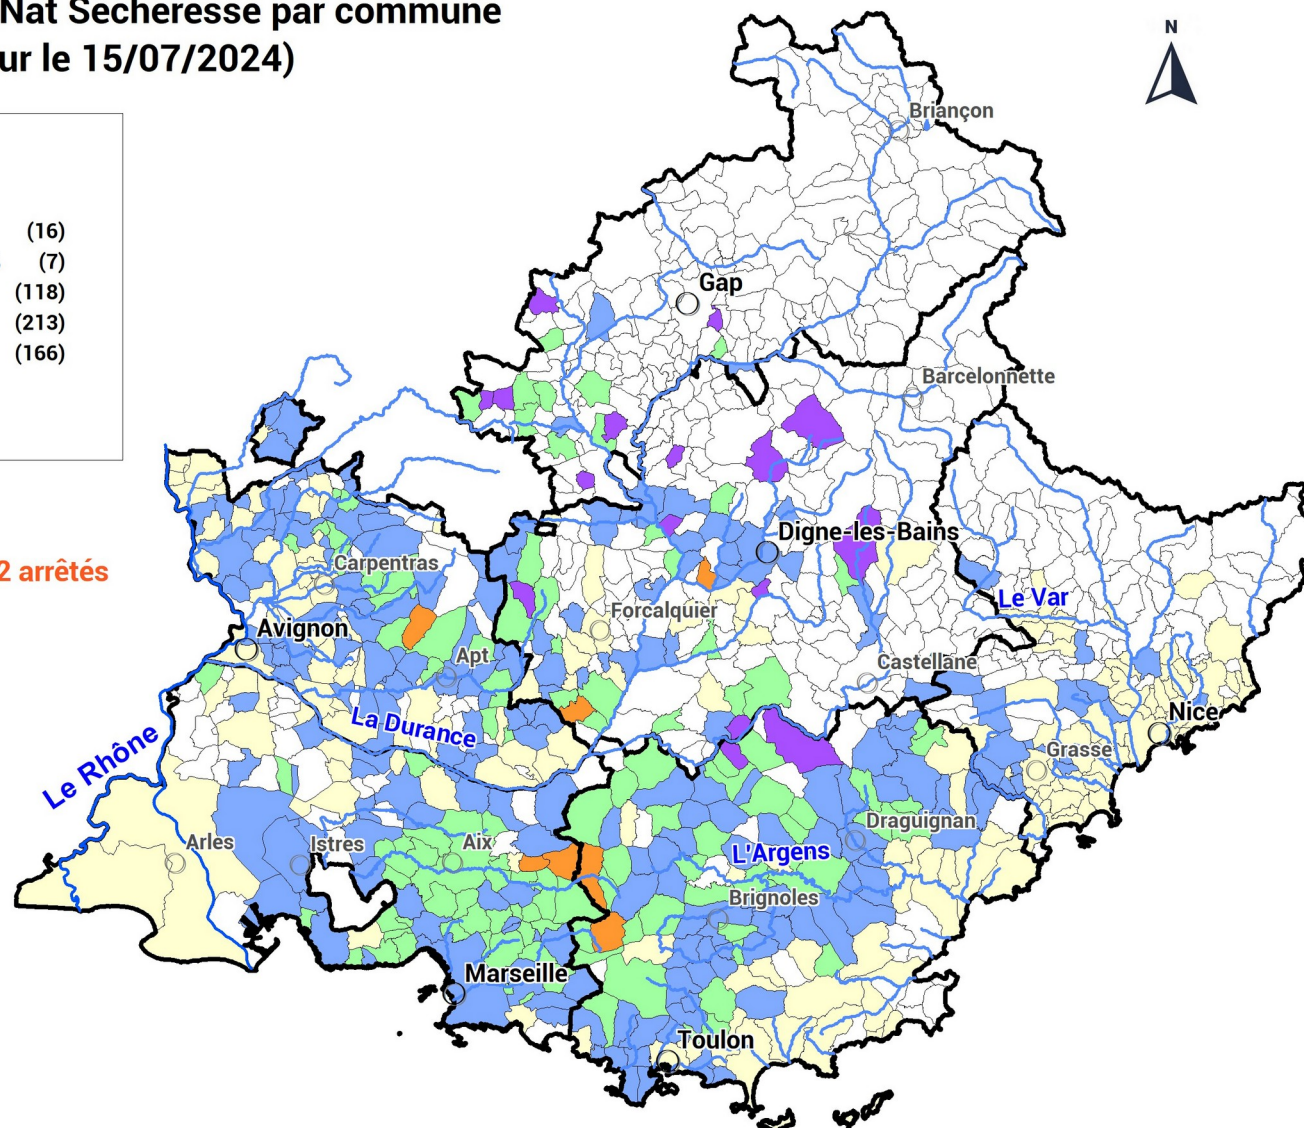 Nat Secheresse par commune
ur le 15/07/2024)
N
(16)
(7)
(118)
(213)
(166)
2 arrêtés
Briançon
Gap
Barcelonnette
Digne-les-Bains
Carpentras
Forcalquier
Le Var
Avignon
Apt
Castellane
Nice
La Durance
Le Rhône
Grasse
Draguignan
Arles
Istres
Aix
L'Argens
Brignoles
Marseille
Toulon